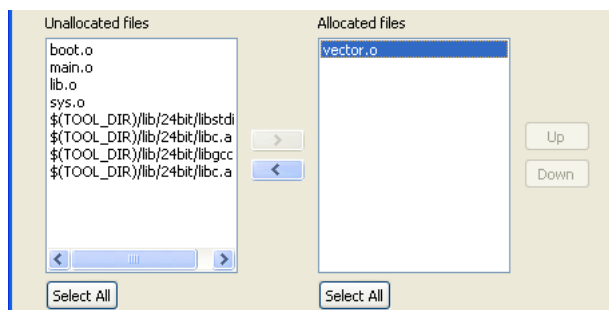 Unallocated files
boot.o
main.o
lib.o
sys.o
$(TOOL_DIR)/lib/24bit/libstdi
$(TOOL_DIR)/lib/24bit/libc.a
$(TOOL_DIR)/lib/24bit/libgcc
$(TOOL_DIR)/lib/24bit/libc.a
Select All
>
<
Allocated files
vector.o
Select All
Up
Down